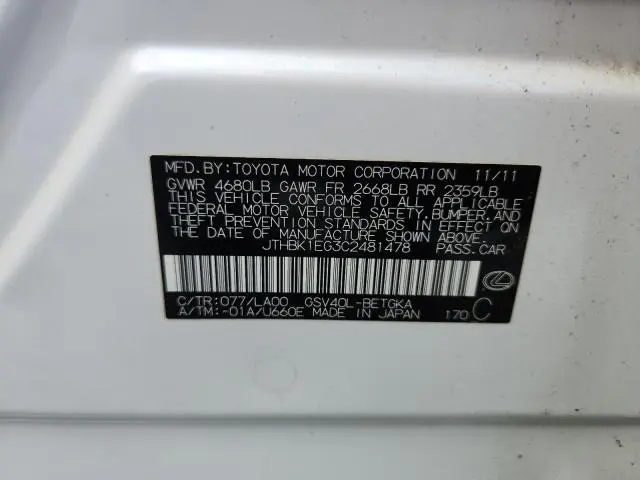 MFD.BY:TOYOTA MOTOR CORPORATION 11/11
GVWR 4680LB GAWR FR 2668LB RR 2359LB
THIS VEHICLE CONFORMS TO ALL APPLICABLE
FEDERAL MOTOR VEHICLE SAFETY,BUMPER,AND
THEFT PREVENTION STANDARDS IN EFFECT ON
THE DATE OF MANUFACTURE SHOWN ABOVE.
JTHBK1EG3C2481478 PASS.CAR
C/TR:077/LA00 GSV40L-BETGKA
A/TM:-01A/U660E MADE IN JAPAN 170 C